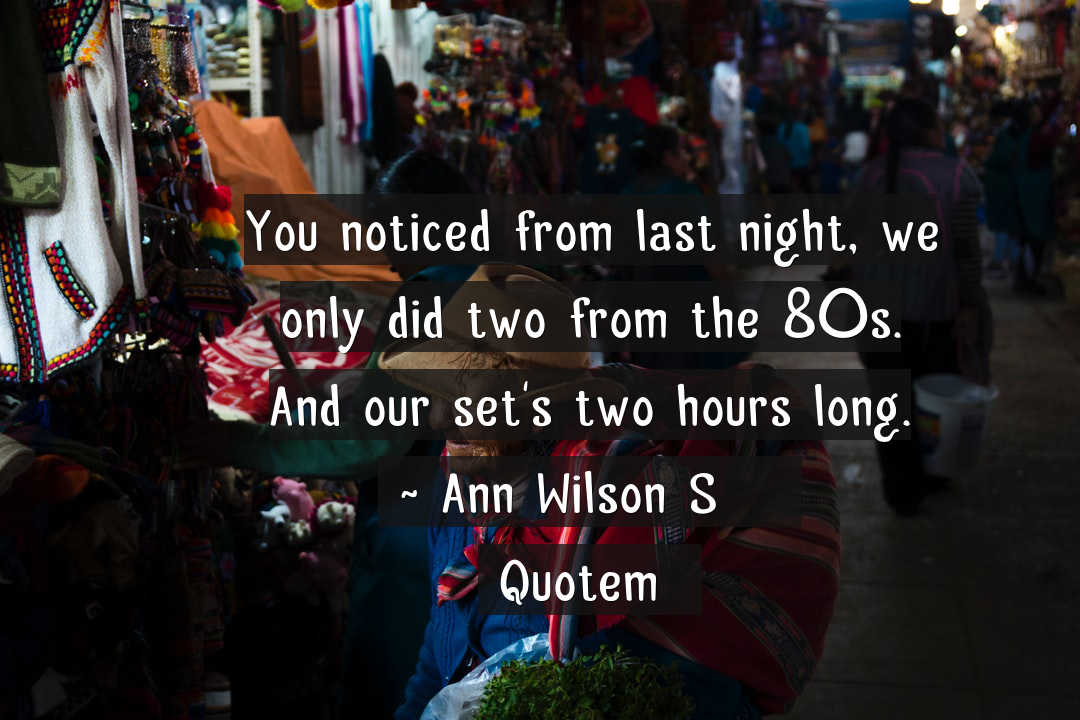 You noticed from last night, we
only did two from the 80s.
And our set's two hours long.
~ Ann Wilson S
Quotem